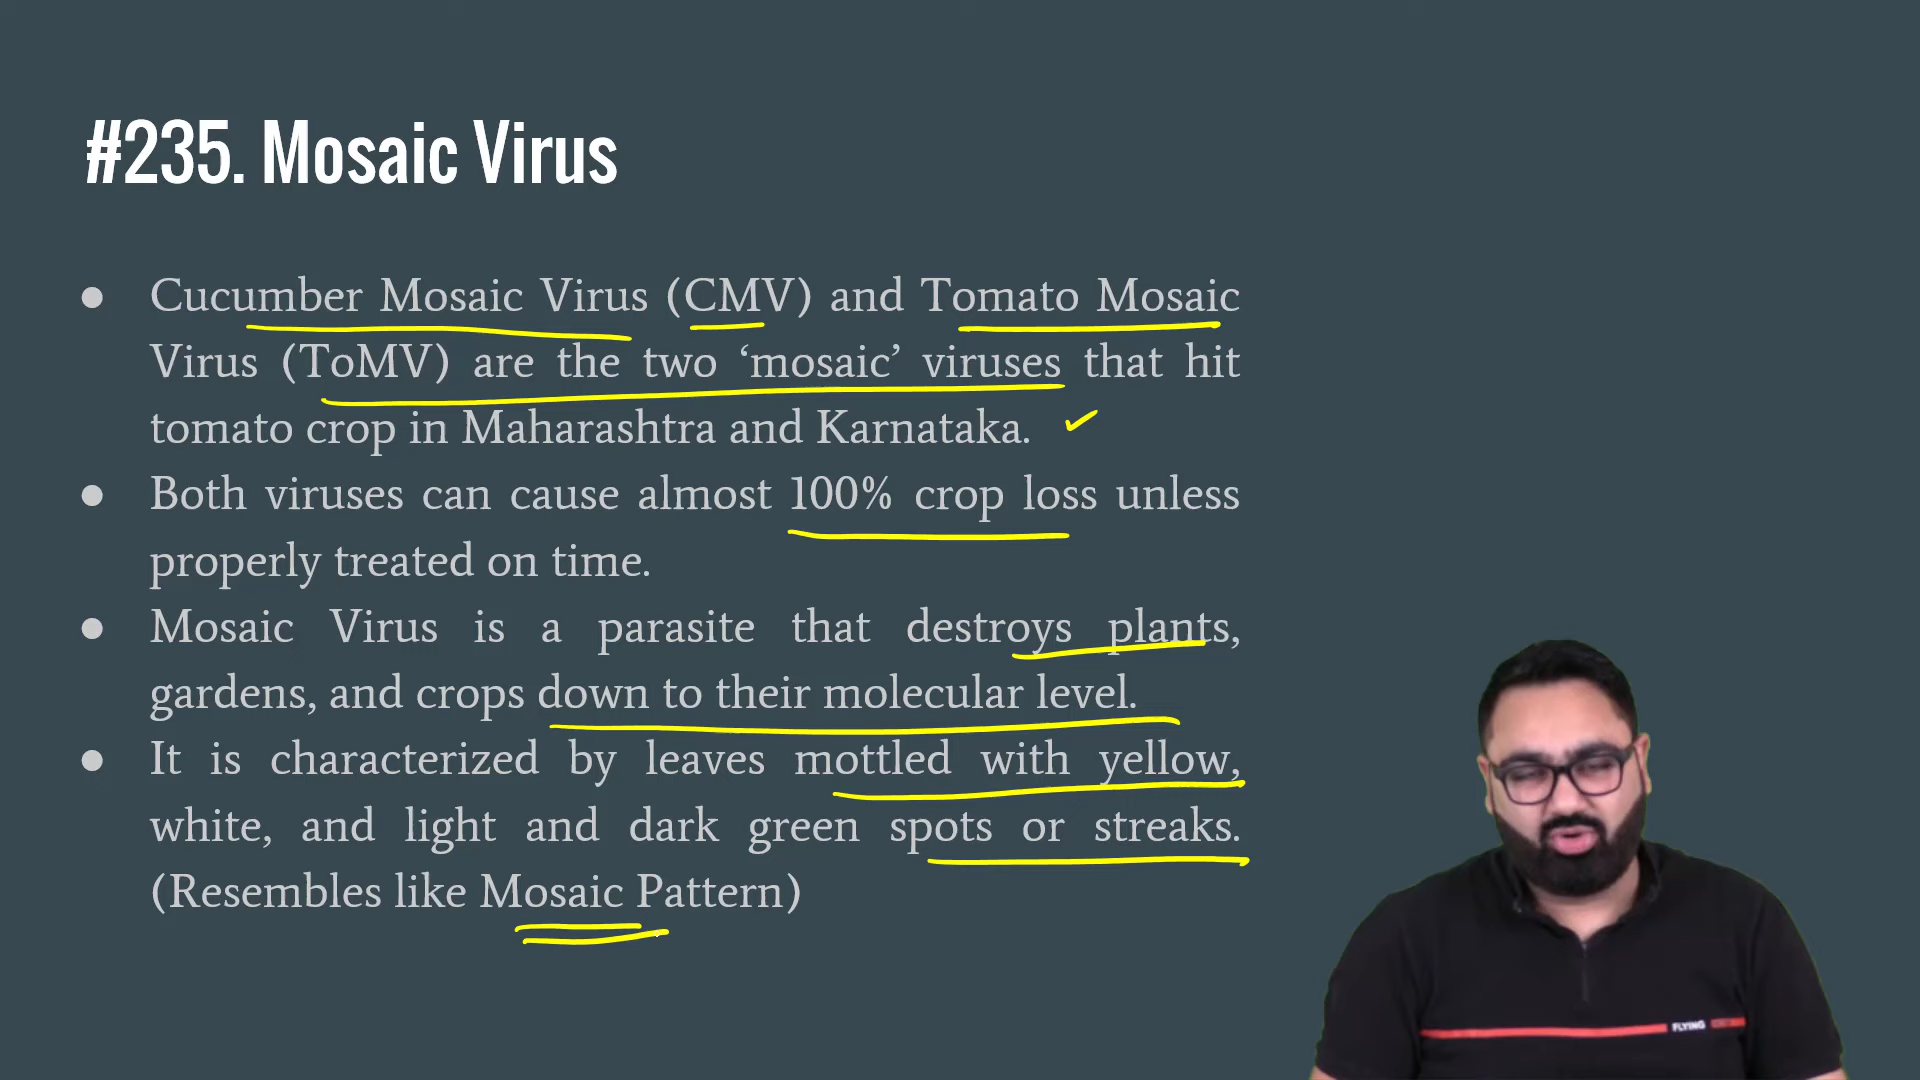 #235. Mosaic Virus
● Cucumber Mosaic Virus (CMV) and Tomato Mosaic
Virus (ToMV) are the two ‘mosaic’ viruses that hit
tomato crop in Maharashtra and Karnataka.
● Both viruses can cause almost 100% crop loss unless
properly treated on time.
● Mosaic Virus is a parasite that destroys plants,
gardens, and crops down to their molecular level.
● It is characterized by leaves mottled with yellow,
white, and light and dark green spots or streaks.
(Resembles like Mosaic Pattern)
FLYING